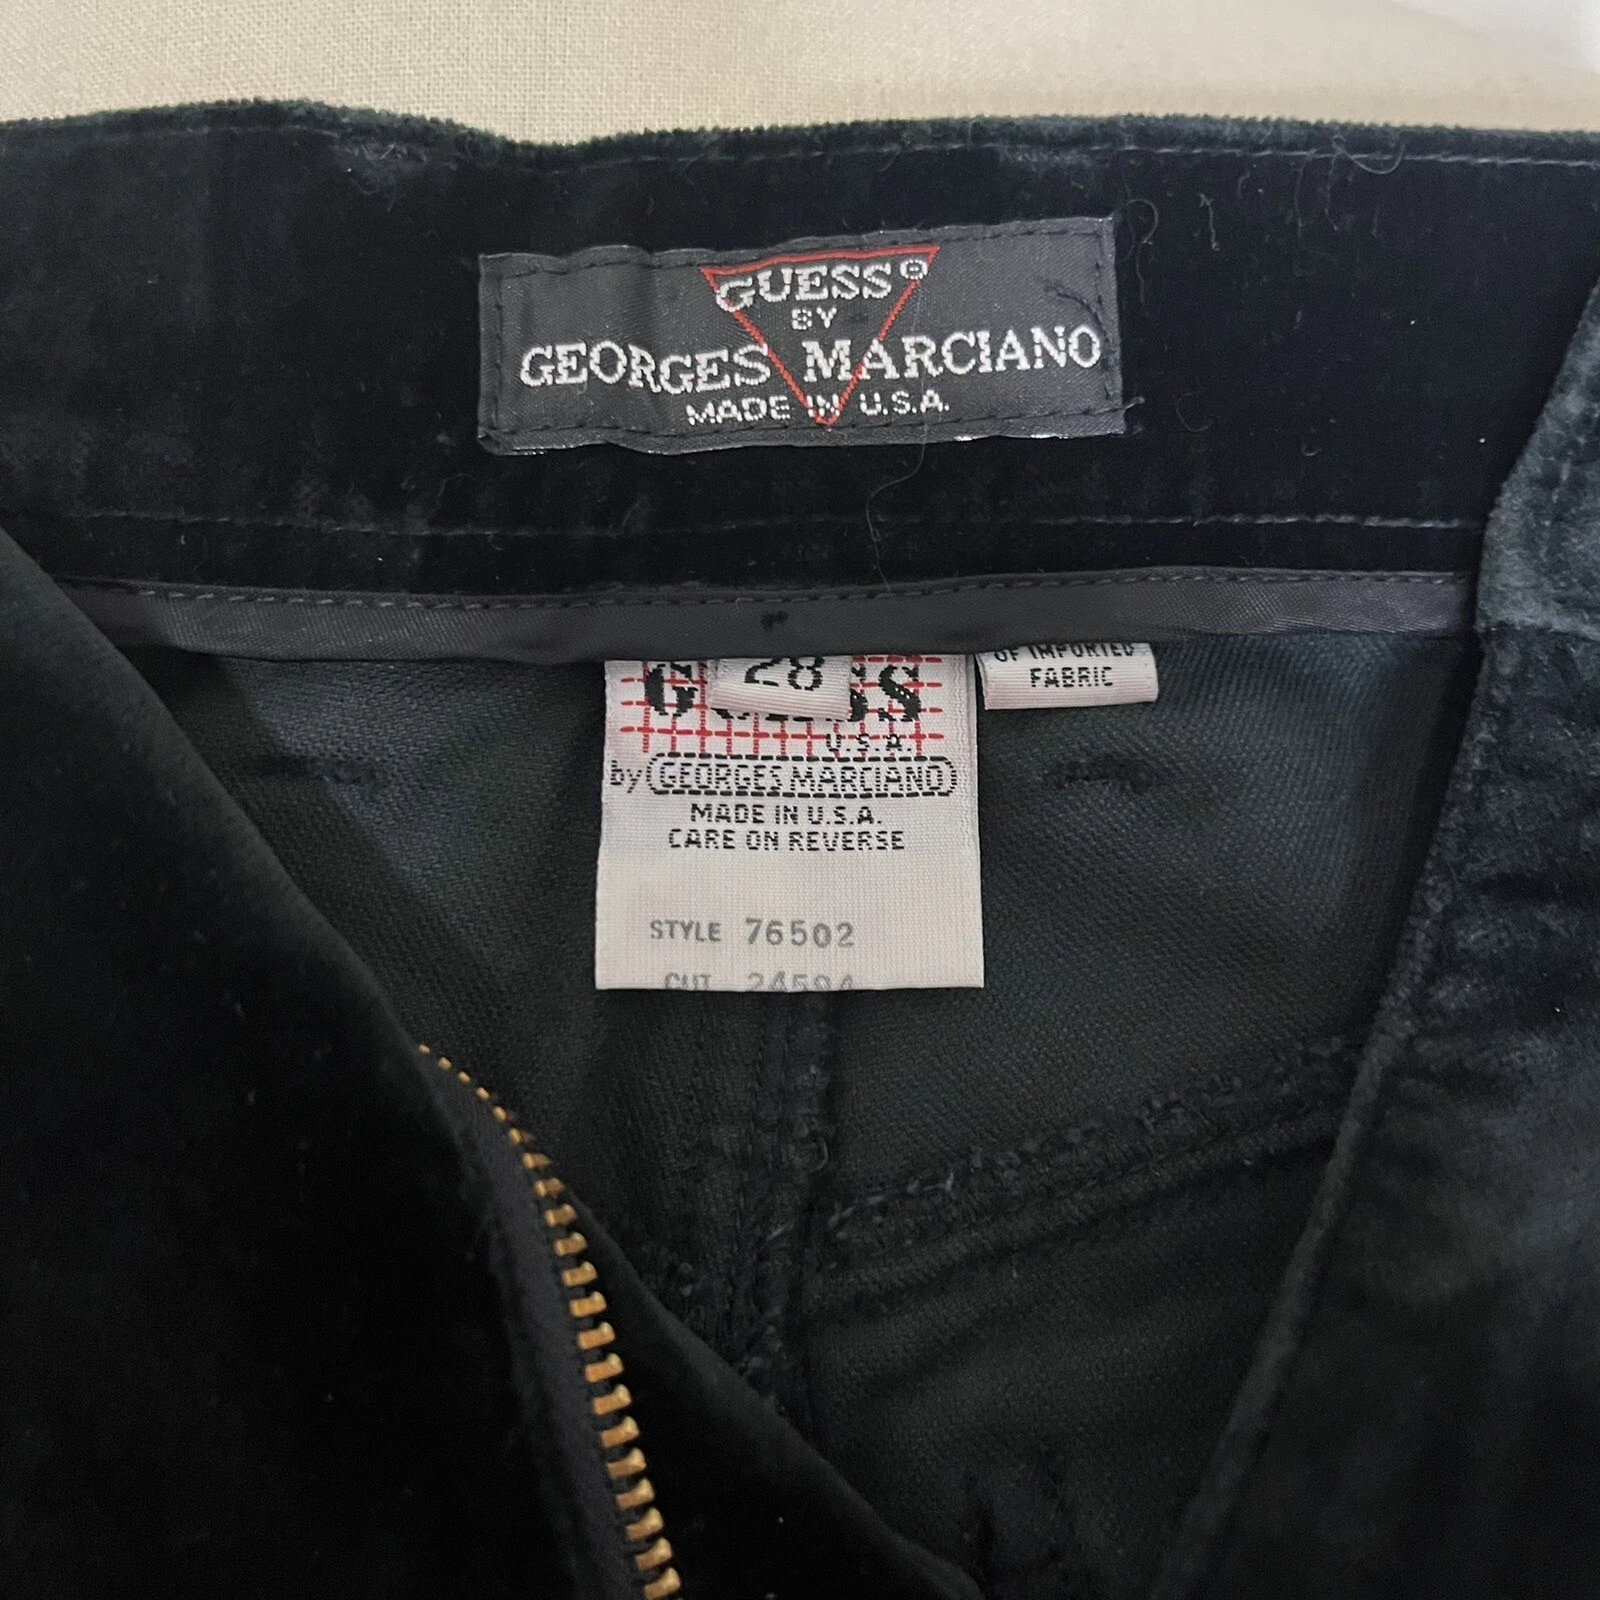 GUESS®
BY
GEORGES MARCIANO
MADE IN U.S.A.
28
OF IMPORTED
FABRIC
U.S.A.
by GEORGES MARCIANO
MADE IN U.S.A.
CARE ON REVERSE
STYLE 76502
CUT